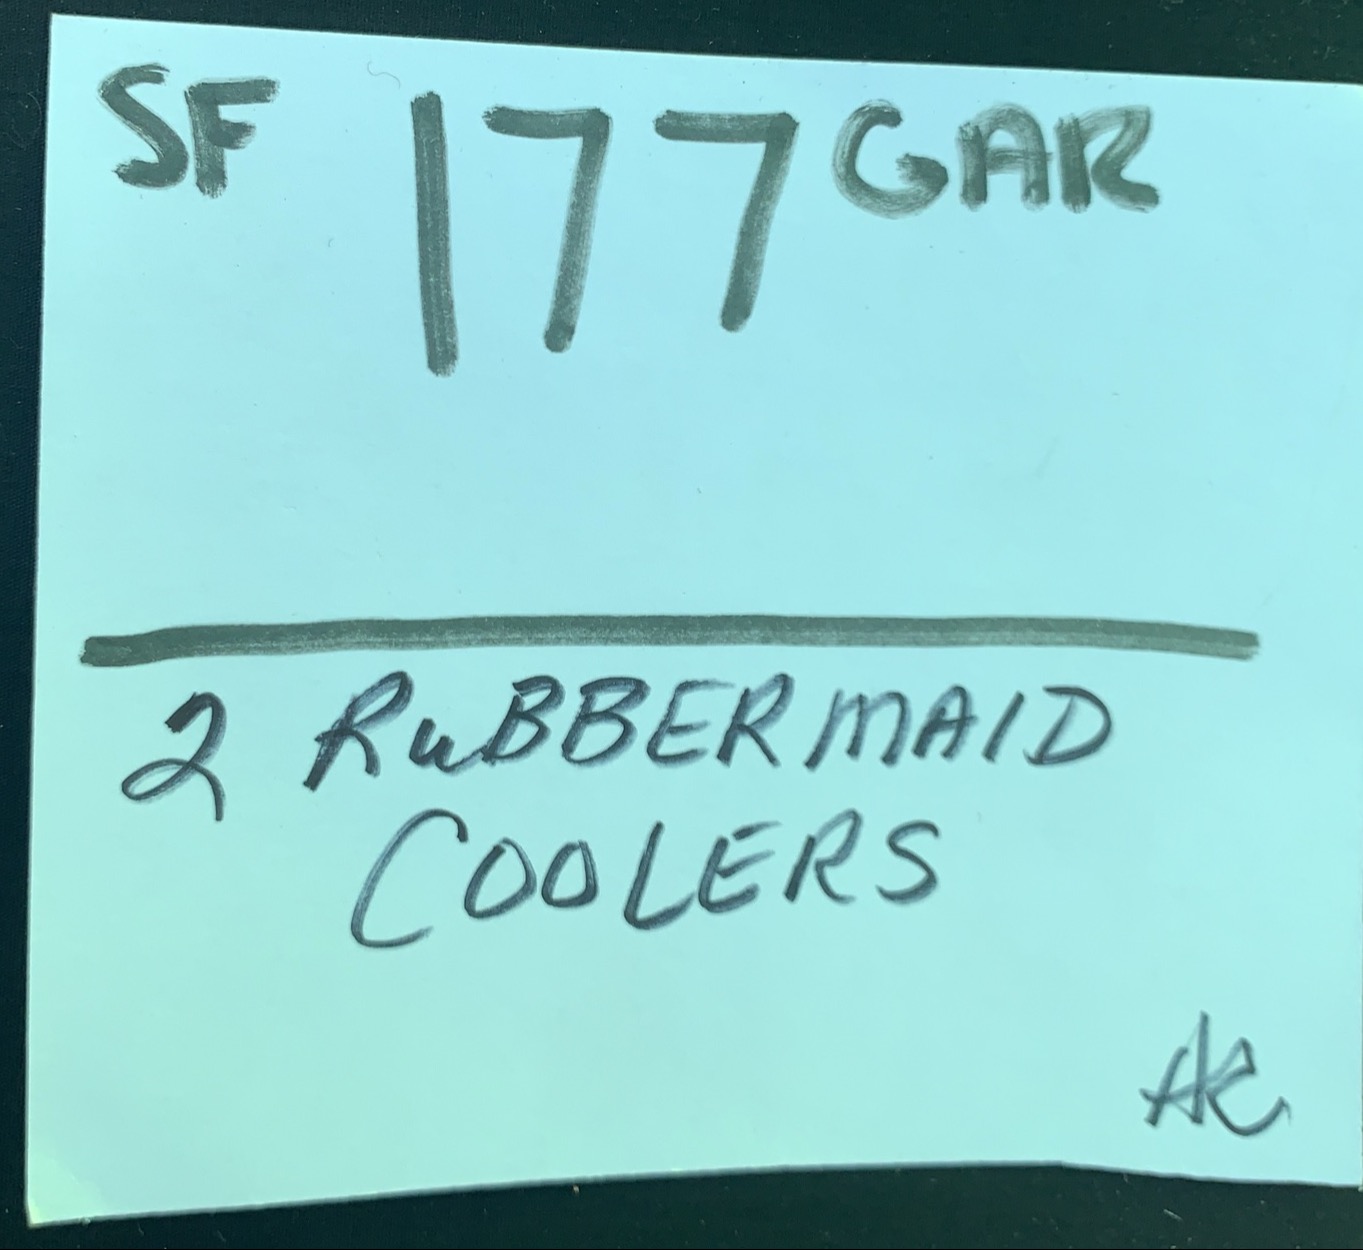 SF 177 GAR
2 RuBBERMAID
COOLERS